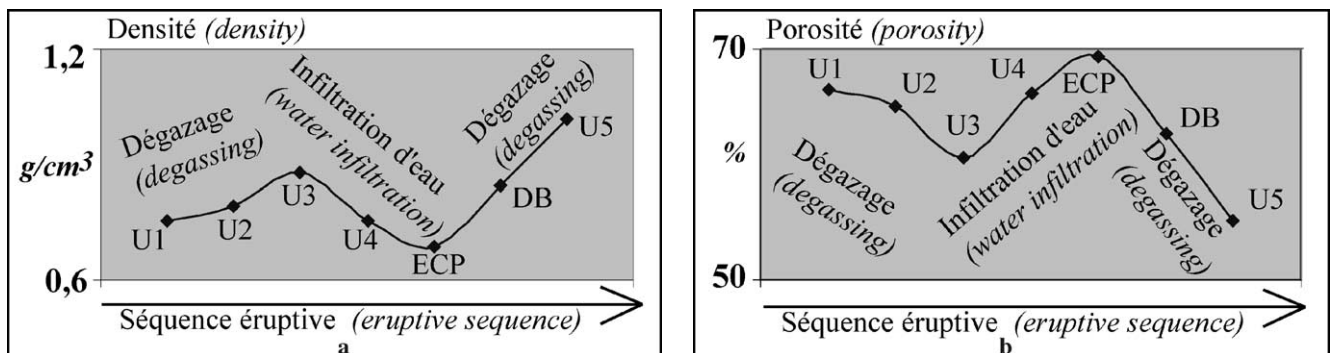 Densité (density)
1,2
g/cm³
0,6
Dégazage
(degassing)
Infiltration d'eau
(water infiltration)
Dégazage
(degassing)
U1
U2
U3
U4
ECP
DB
U5
Séquence éruptive (eruptive sequence)
a
Porosité (porosity)
70
%
50
U1
U2
U3
U4
ECP
DB
U5
Dégazage
(degassing)
Infiltration d'eau
(water infiltration)
Dégazage
(degassing)
Séquence éruptive (eruptive sequence)
b